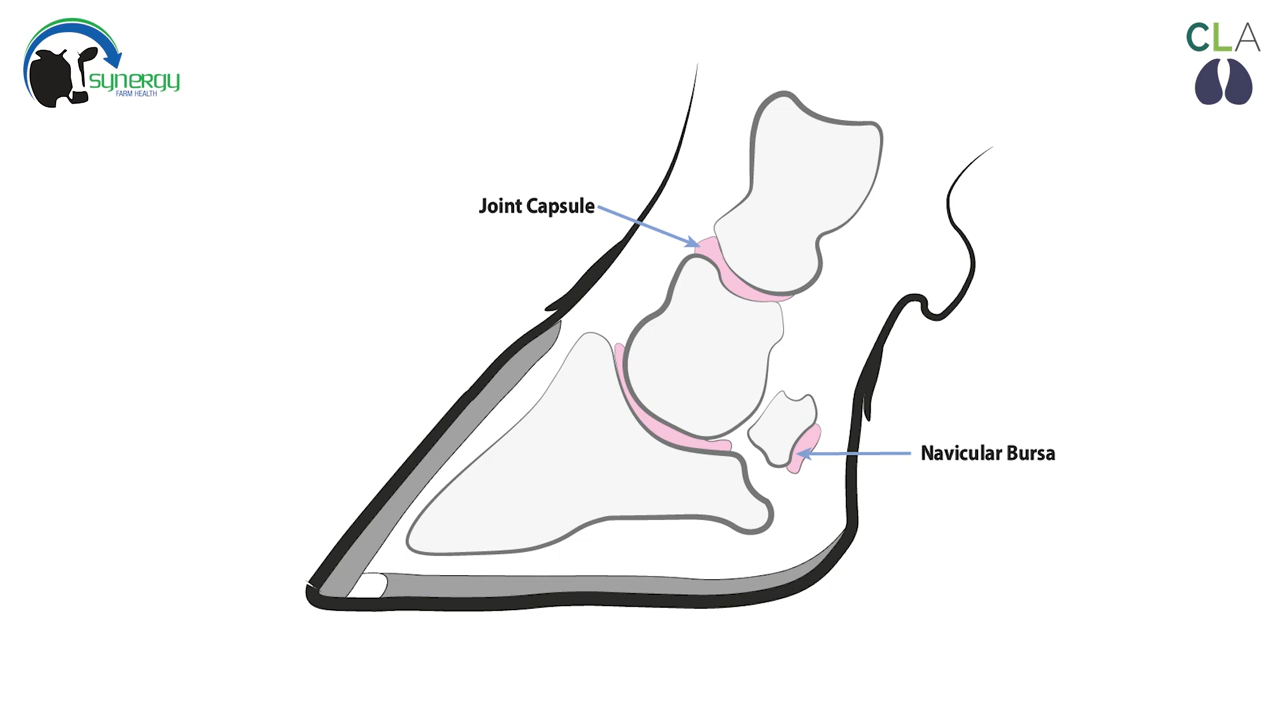 synergy
FARM HEALTH
CLA
Joint Capsule
Navicular Bursa